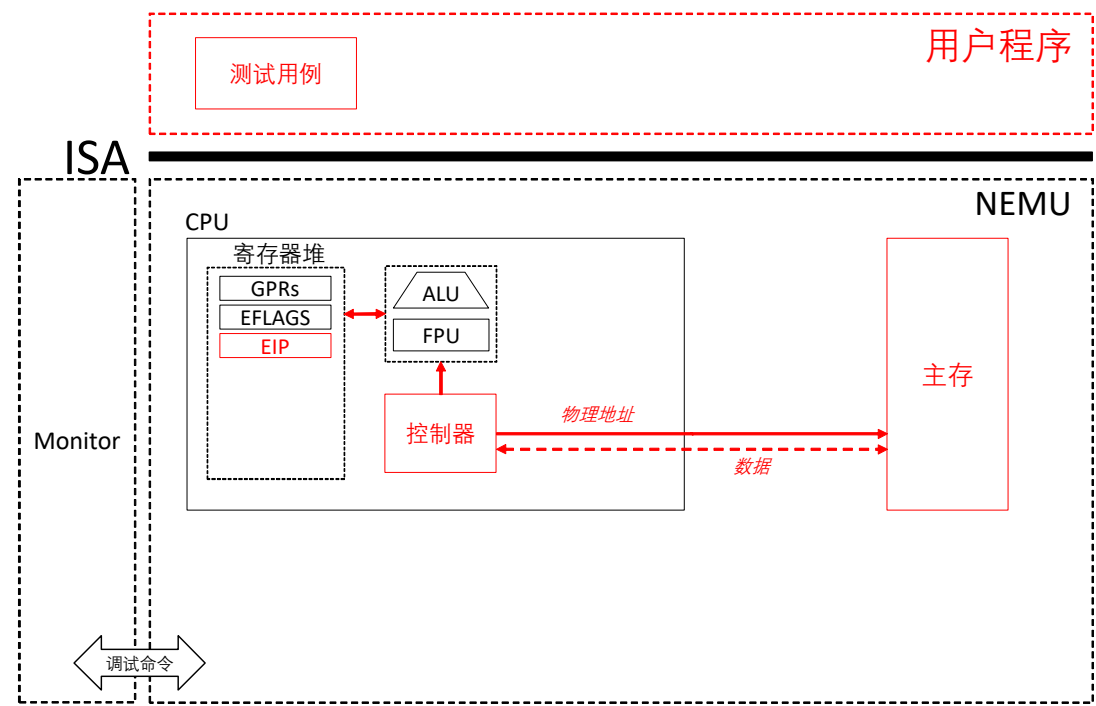 用户程序
测试用例
ISA
NEMU
CPU
寄存器堆
GPRs
EFLAGS
EIP
ALU
FPU
控制器
物理地址
数据
主存
Monitor
调试命令